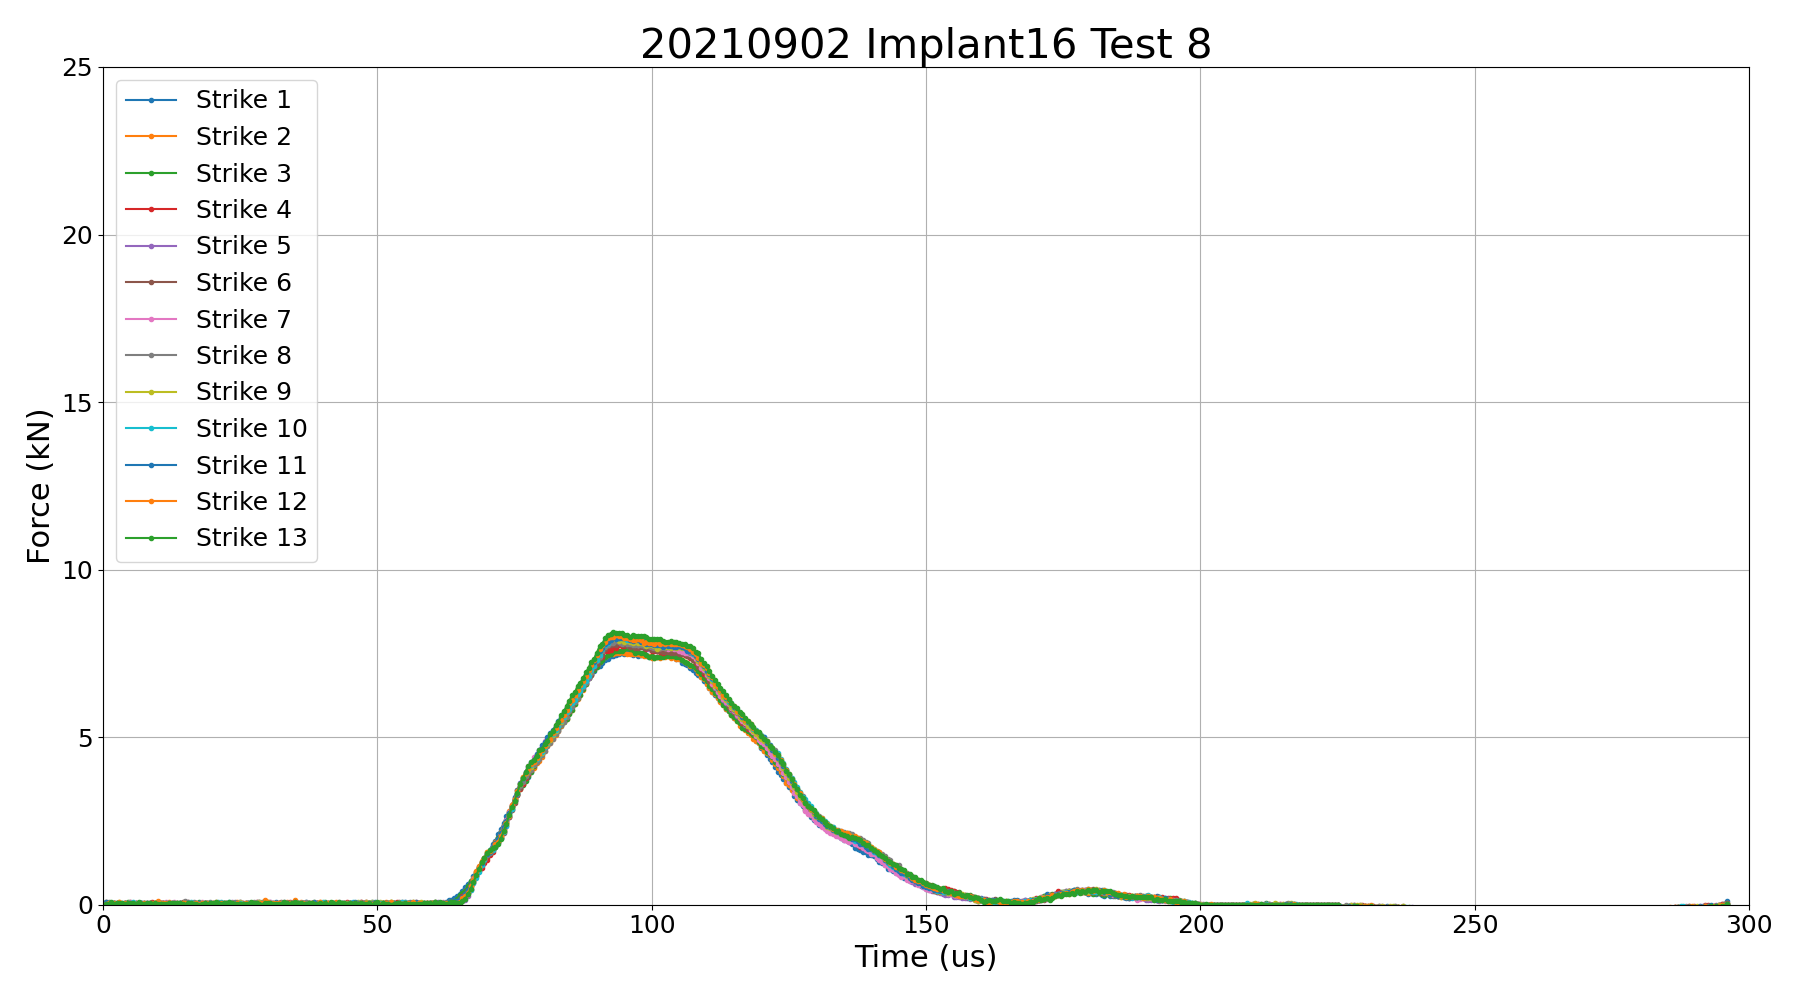 20210902 Implant16 Test 8
25
20
15
10
5
0
Force (kN)
Strike 1
Strike 2
Strike 3
Strike 4
Strike 5
Strike 6
Strike 7
Strike 8
Strike 9
Strike 10
Strike 11
Strike 12
Strike 13
0 50 100 150 200 250 300
Time (us)